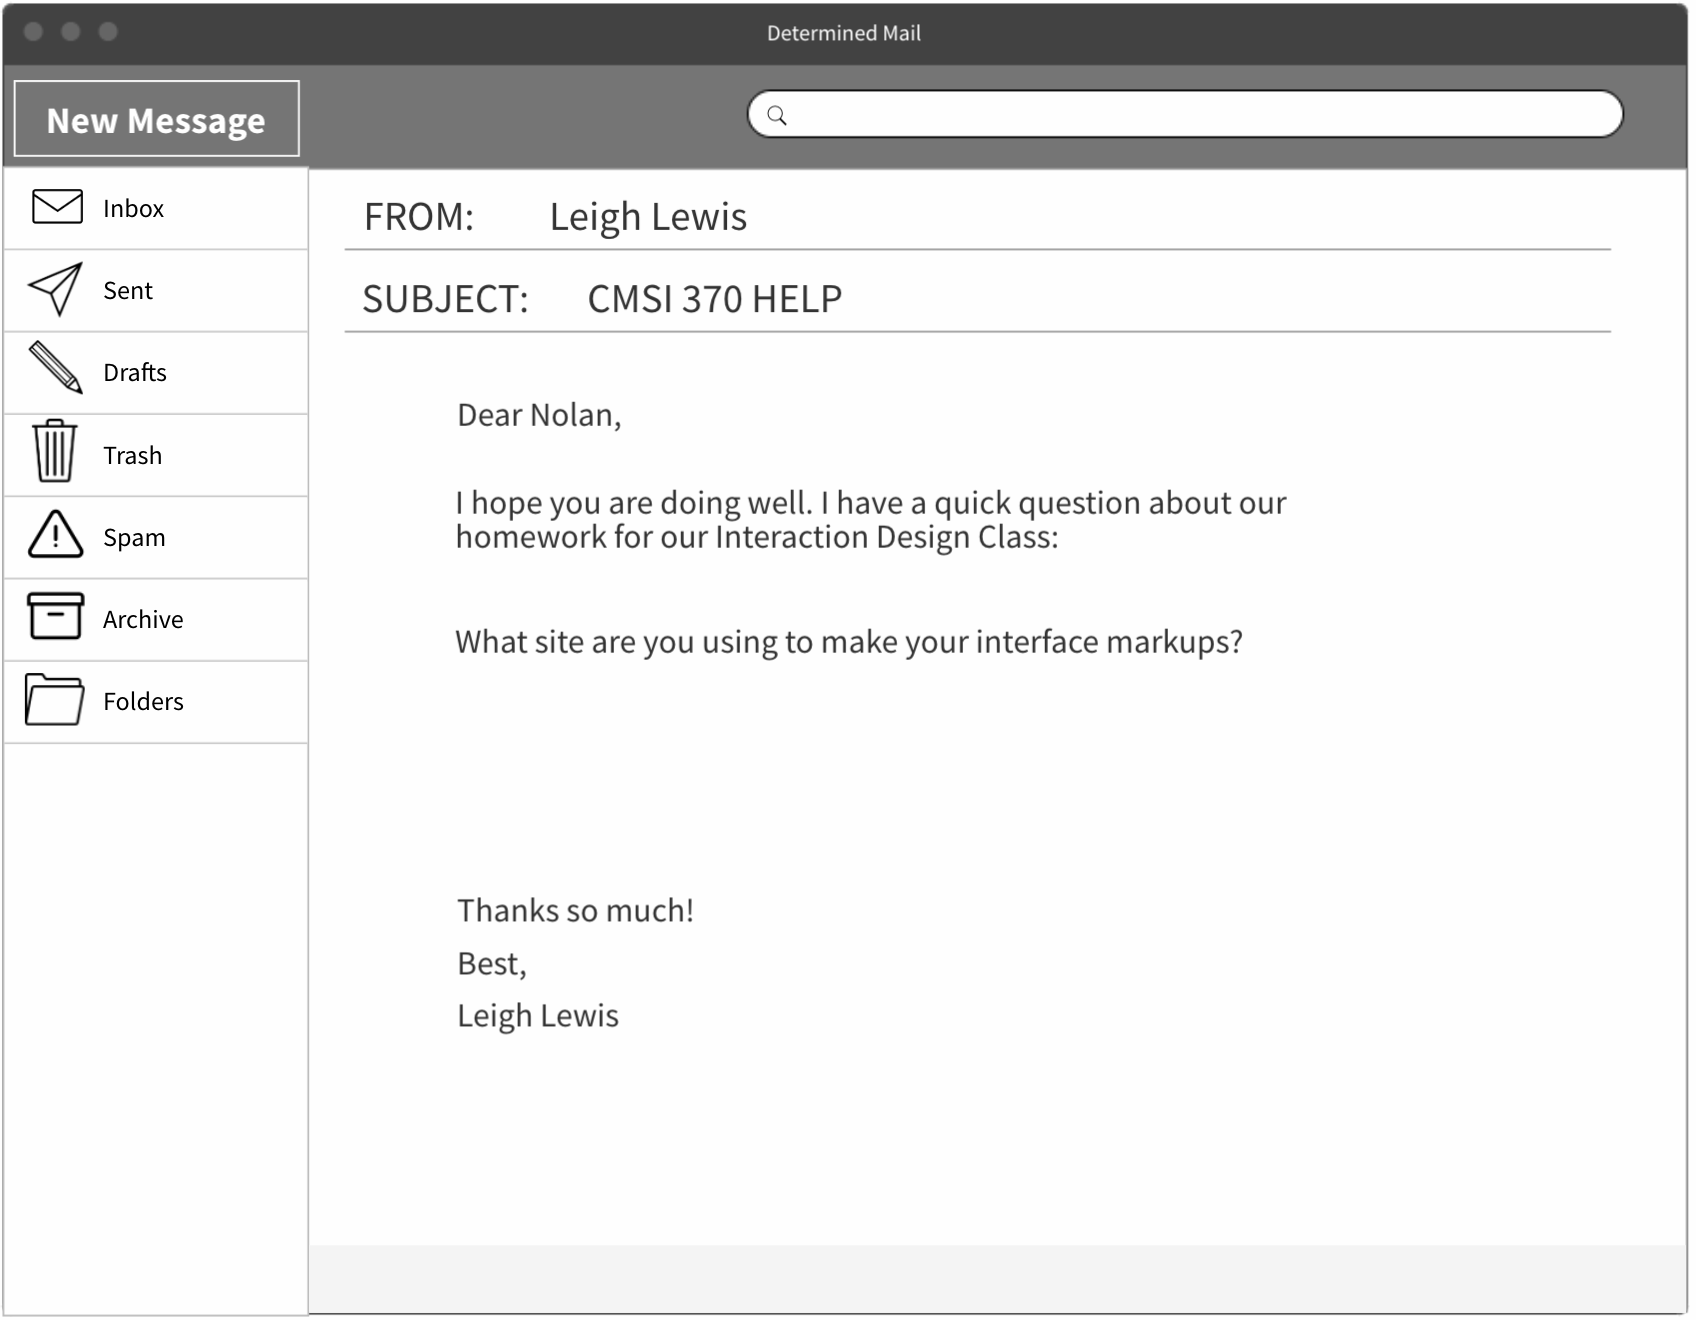 Determined Mail
New Message
Inbox
Sent
Drafts
Trash
Spam
Archive
Folders
FROM: Leigh Lewis
SUBJECT: CMSI 370 HELP
Dear Nolan,
I hope you are doing well. I have a quick question about our
homework for our Interaction Design Class:
What site are you using to make your interface markups?
Thanks so much!
Best,
Leigh Lewis